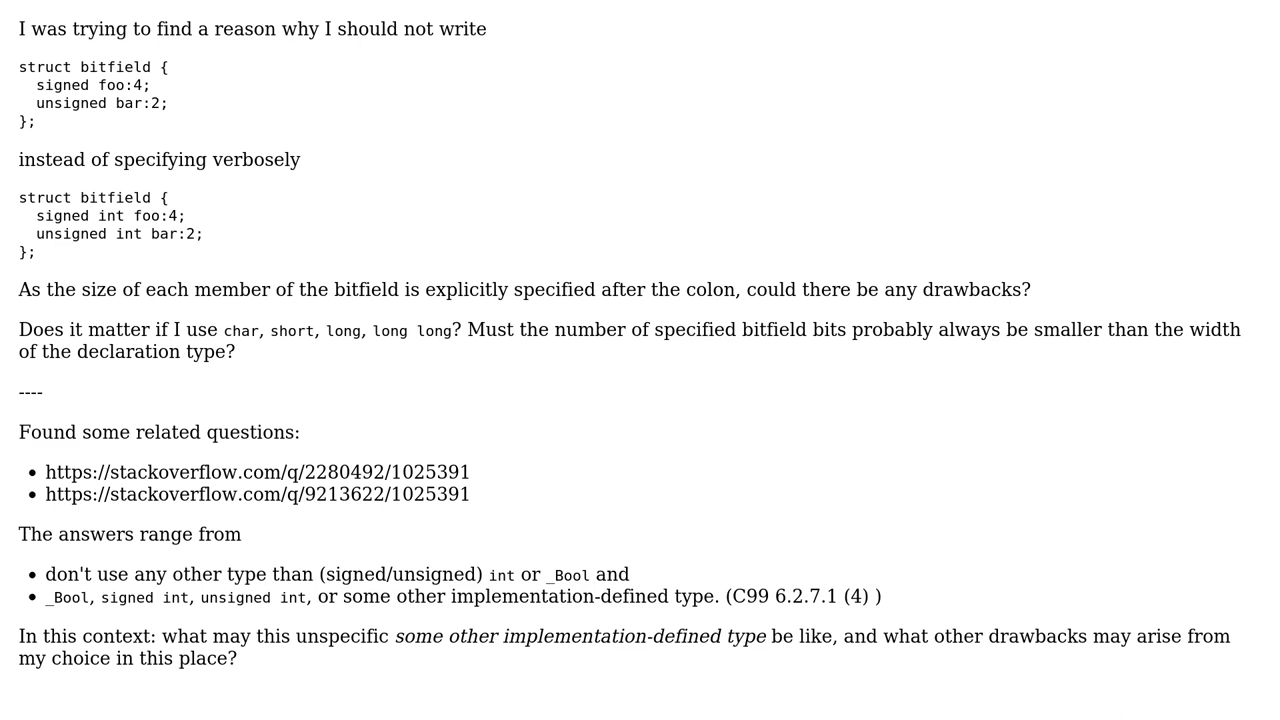 I was trying to find a reason why I should not write
struct bitfield {
  signed foo:4;
  unsigned bar:2;
};
instead of specifying verbosely
struct bitfield {
  signed int foo:4;
  unsigned int bar:2;
};
As the size of each member of the bitfield is explicitly specified after the colon, could there be any drawbacks?
Does it matter if I use char, short, long, long long? Must the number of specified bitfield bits probably always be smaller than the width
of the declaration type?
----
Found some related questions:
• https://stackoverflow.com/q/2280492/1025391
• https://stackoverflow.com/q/9213622/1025391
The answers range from
• don't use any other type than (signed/unsigned) int or _Bool and
• _Bool, signed int, unsigned int, or some other implementation-defined type. (C99 6.2.7.1 (4) )
In this context: what may this unspecific some other implementation-defined type be like, and what other drawbacks may arise from
my choice in this place?